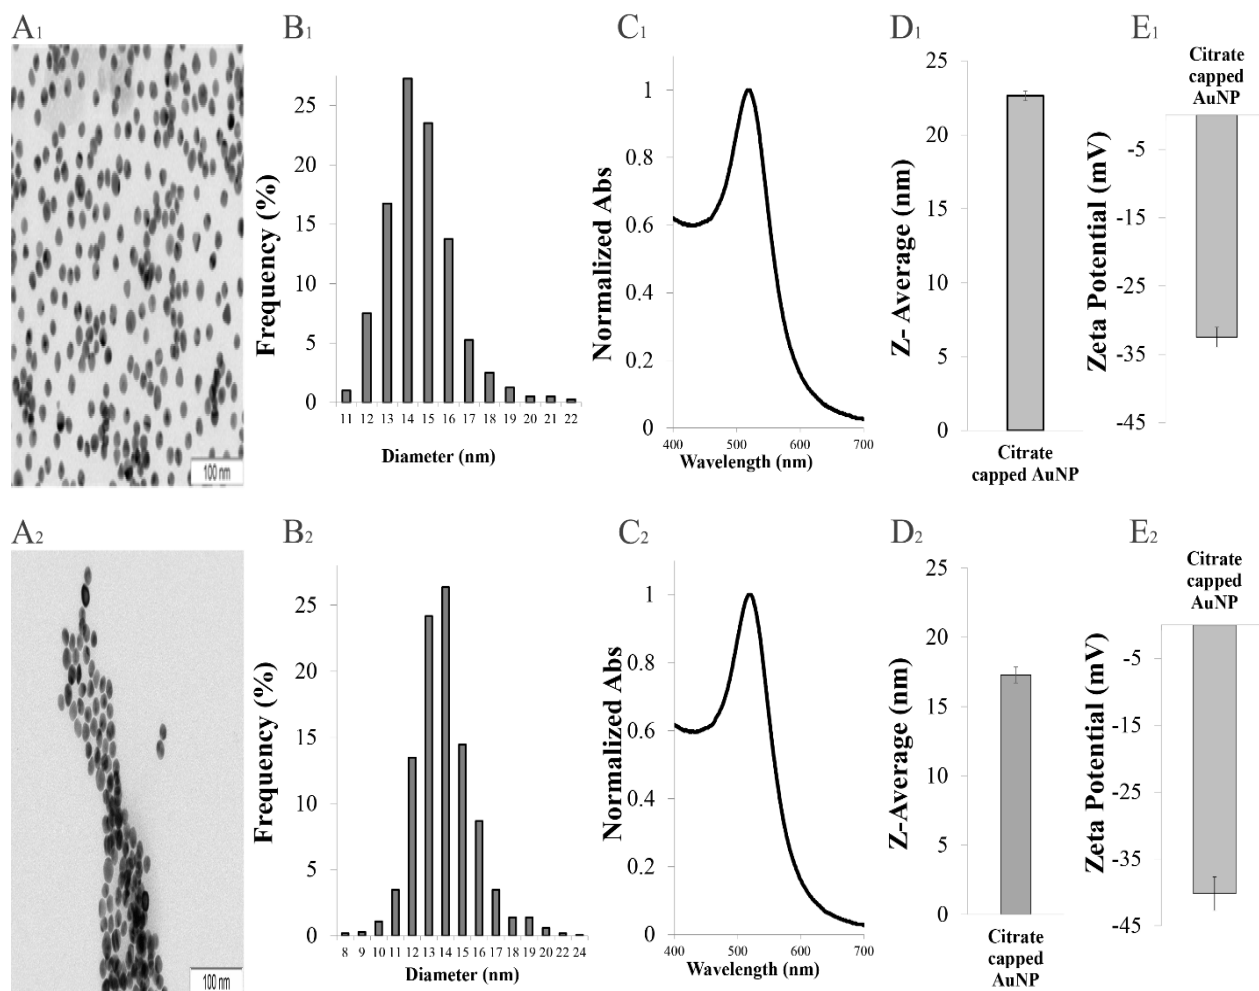 A1
B1
C1
D1
E1
100 nm
Frequency (%)
25
20
15
10
5
0
11 12 13 14 15 16 17 18 19 20 21 22
Diameter (nm)
Normalized Abs
1
0.8
0.6
0.4
0.2
0
400 500 600 700
Wavelength (nm)
Z- Average (nm)
25
20
15
10
5
0
Citrate
capped AuNP
Citrate
capped
AuNP
Zeta Potential (mV)
-5
-15
-25
-35
-45
A2
B2
C2
D2
E2
100 nm
Frequency (%)
25
20
15
10
5
0
8 9 10 11 12 13 14 15 16 17 18 19 20 22 24
Diameter (nm)
Normalized Abs
1
0.8
0.6
0.4
0.2
0
400 500 600 700
Wavelength (nm)
Z-Average (nm)
25
20
15
10
5
0
Citrate
capped
AuNP
Citrate
capped
AuNP
Zeta Potential (mV)
-5
-15
-25
-35
-45